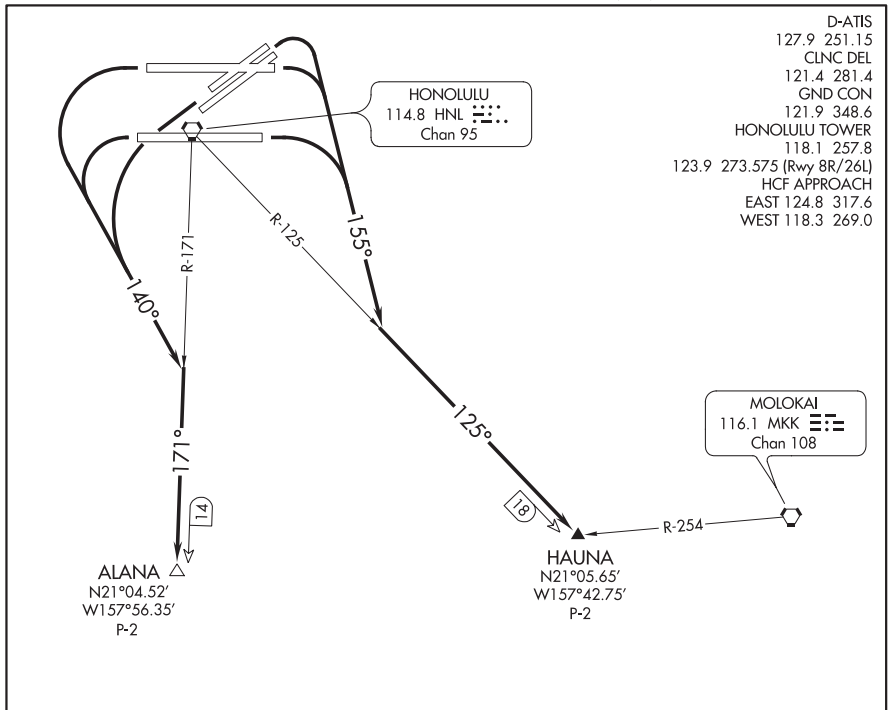 D-ATIS
127.9 251.15
CLNC DEL
121.4 281.4
GND CON
121.9 348.6
HONOLULU TOWER
118.1 257.8
123.9 273.575 (Rwy 8R/26L)
HCF APPROACH
EAST 124.8 317.6
WEST 118.3 269.0
HONOLULU
114.8 HNL
Chan 95
R-171
R-125
155°
140°
171°
125°
14
18
MOLOKAI
116.1 MKK
Chan 108
R-254
ALANA
N21°04.52'
W157°56.35'
P-2
HAUNA
N21°05.65'
W157°42.75'
P-2